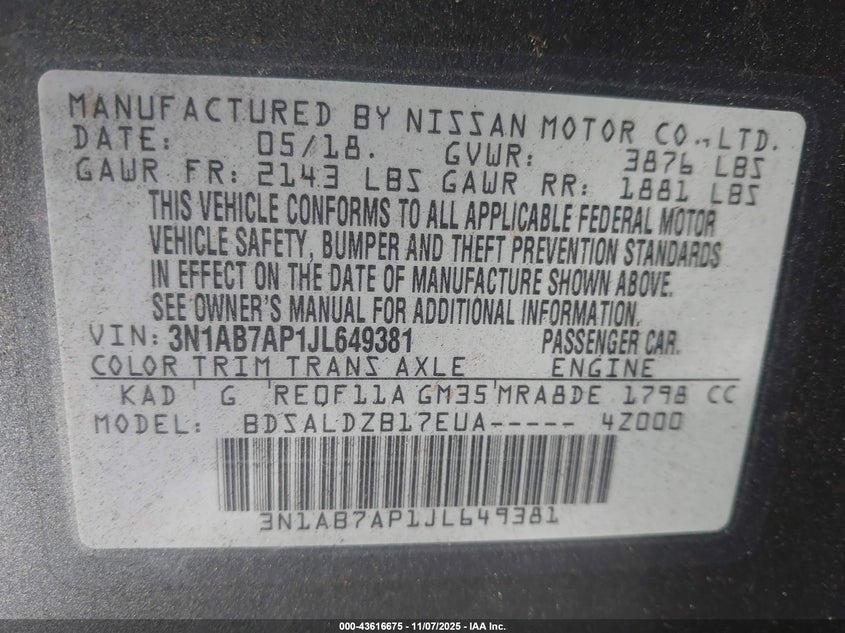 MANUFACTURED BY NISSAN MOTOR CO.,LTD.
DATE: 05/18. GVWR: 3876 LBS
GAWR FR: 2143 LBS GAWR RR: 1881 LBS
THIS VEHICLE CONFORMS TO ALL APPLICABLE FEDERAL MOTOR
VEHICLE SAFETY, BUMPER AND THEFT PREVENTION STANDARDS
IN EFFECT ON THE DATE OF MANUFACTURE SHOWN ABOVE.
SEE OWNER'S MANUAL FOR ADDITIONAL INFORMATION.
VIN: 3N1AB7AP1JL649381 PASSENGER CAR.
COLOR TRIM TRANS AXLE ENGINE
KAD G REOF11A GM35 MRA8DE 1798 CC
MODEL: BDSALDZB17EUA----- 4Z000
3N1AB7AP1JL649381
000-43616675 — 11/07/2025 — IAA Inc.